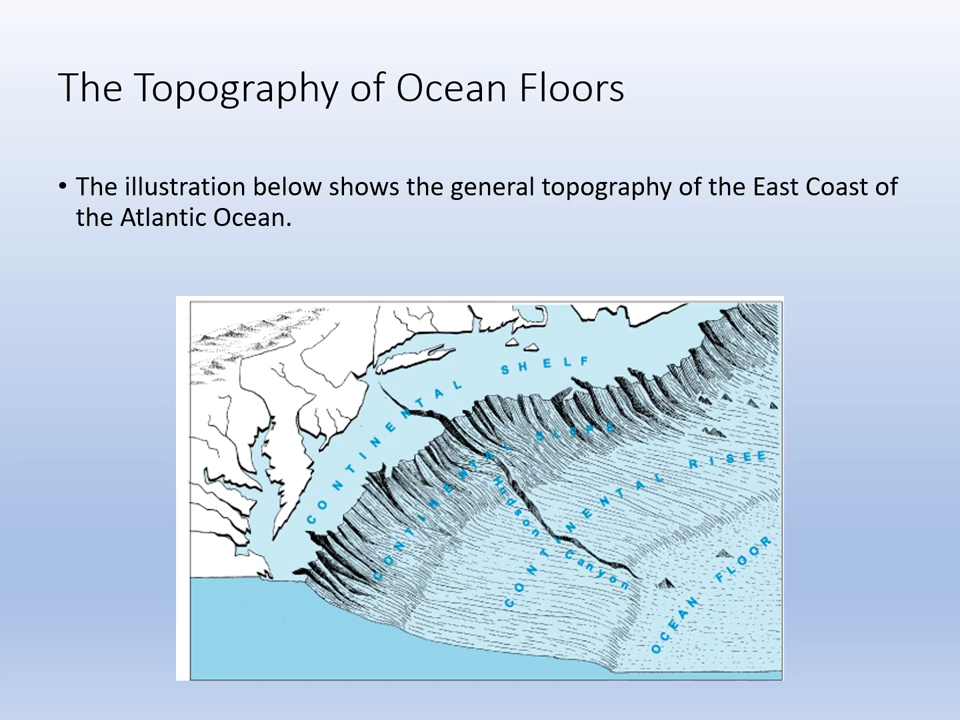 The Topography of Ocean Floors
• The illustration below shows the general topography of the East Coast of
the Atlantic Ocean.
CONTINENTAL SHELF
CONTINENTAL SLOPE
CONTINENTAL RISEE
Hudson Canyon
OCEAN FLOOR